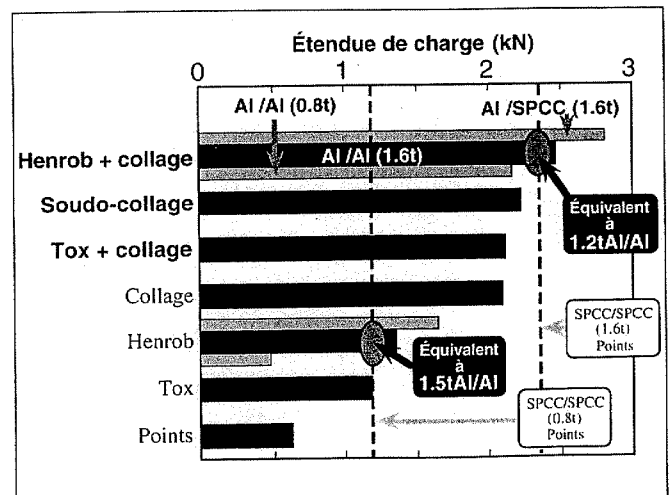 Étendue de charge (kN)
0 1 2 3
Al /Al (0.8t)
Al /SPCC (1.6t)
Henrob + collage
Al /Al (1.6t)
Soudo-collage
Équivalent
à
1.2tAl/Al
Tox + collage
Collage
Henrob
SPCC/SPCC
(1.6t)
Points
Équivalent
à
1.5tAl/Al
Tox
SPCC/SPCC
(0.8t)
Points
Points